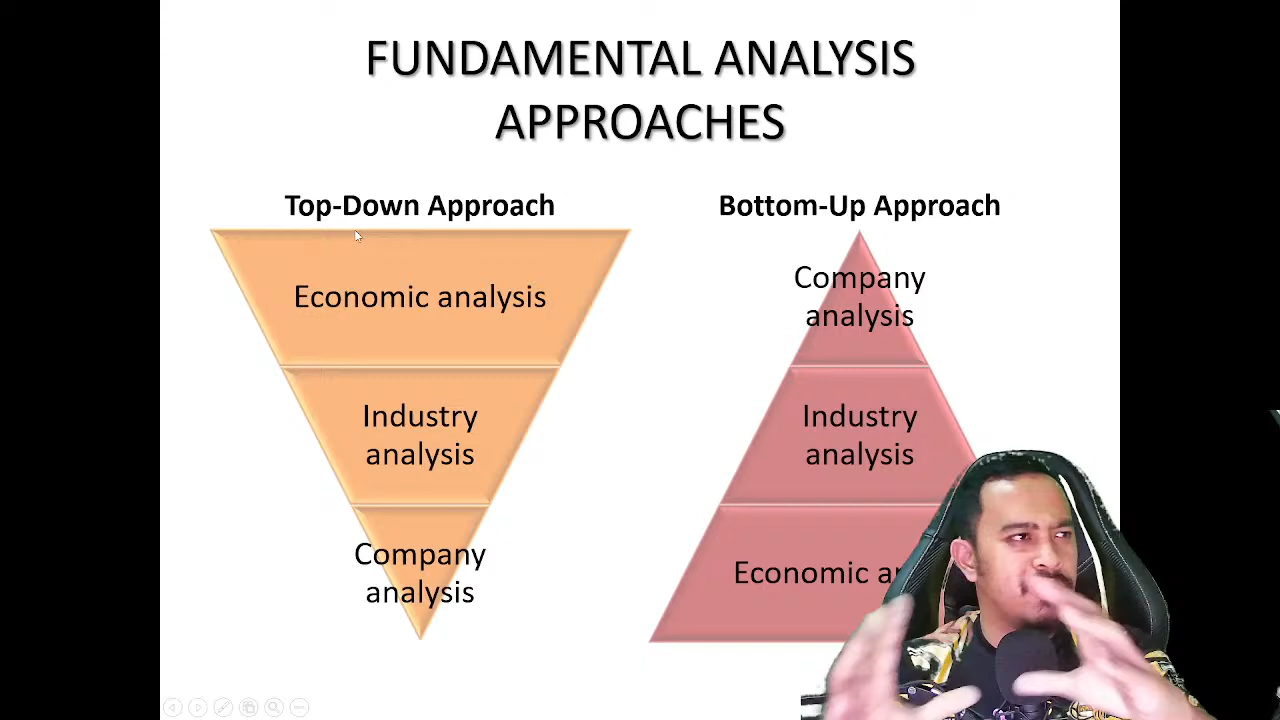 FUNDAMENTAL ANALYSIS
APPROACHES
Top-Down Approach
Economic analysis
Industry
analysis
Company
analysis
Bottom-Up Approach
Company
analysis
Industry
analysis
Economic